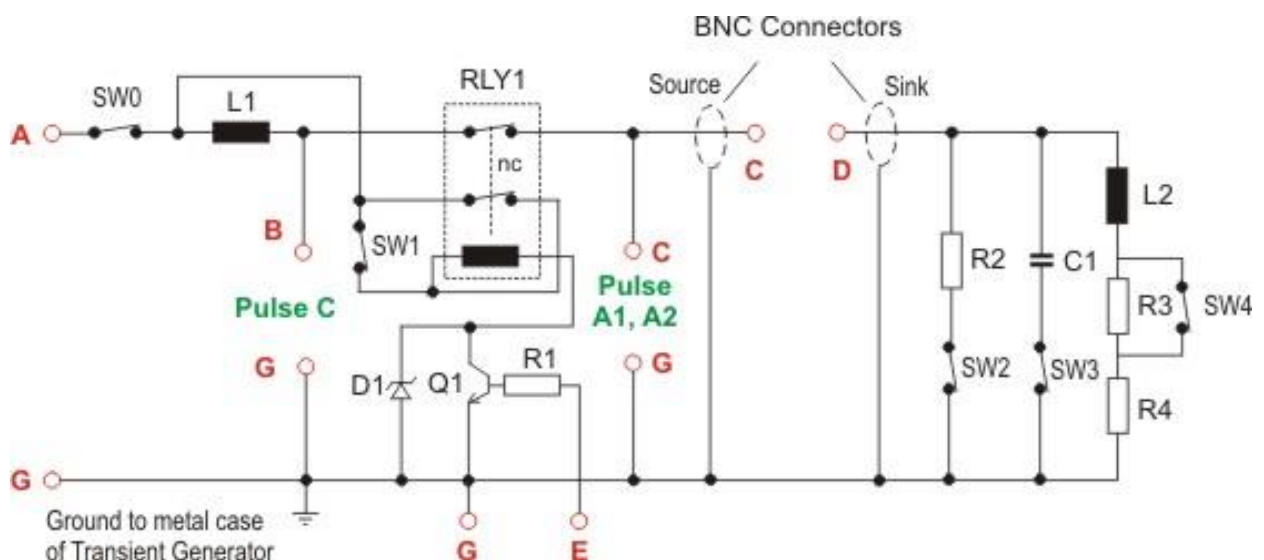 BNC Connectors
Source
Sink
RLY1
SW0
L1
A
nc
C
D
B
SW1
L2
C
R2
C1
R3
SW4
Pulse C
Pulse
A1, A2
G
D1
Q1
R1
G
SW2
SW3
R4
G
Ground to metal case
of Transient Generator
G
E